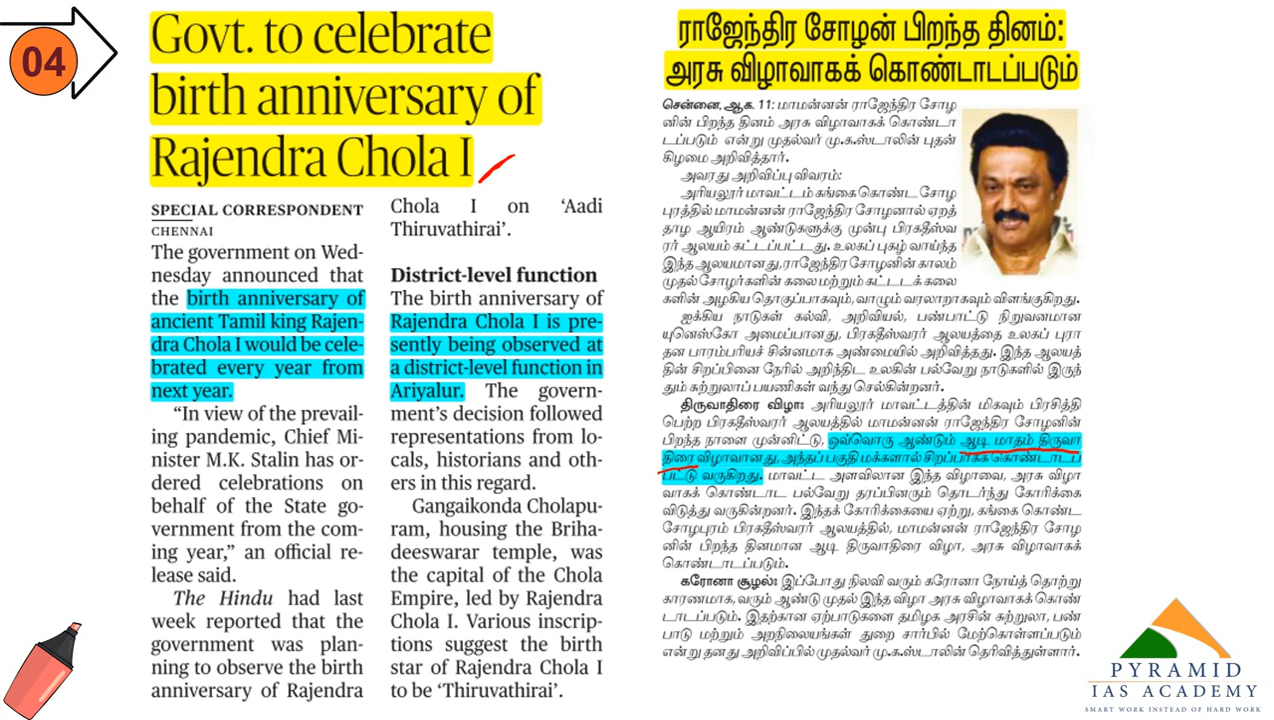 04
Govt. to celebrate
birth anniversary of
Rajendra Chola I
SPECIAL CORRESPONDENT
CHENNAI
The government on Wed-
nesday announced that
the birth anniversary of
ancient Tamil king Rajen-
dra Chola I would be cele-
brated every year from
next year.
“In view of the prevail-
ing pandemic, Chief Mi-
nister M.K. Stalin has or-
dered celebrations on
behalf of the State go-
vernment from the com-
ing year,” an official re-
lease said.
The Hindu had last
week reported that the
government was plan-
ning to observe the birth
anniversary of Rajendra
Chola I on ‘Aadi
Thiruvathirai’.
District-level function
The birth anniversary of
Rajendra Chola I is pre-
sently being observed at
a district-level function in
Ariyalur. The govern-
ment’s decision followed
representations from lo-
cals, historians and oth-
ers in this regard.
Gangaikonda Cholapu-
ram, housing the Briha-
deeswarar temple, was
the capital of the Chola
Empire, led by Rajendra
Chola I. Various inscrip-
tions suggest the birth
star of Rajendra Chola I
to be ‘Thiruvathirai’.
ராஜேந்திர சோழன் பிறந்த தினம்:
அரசு விழாவாகக் கொண்டாடப்படும்
சென்னை, ஆக. 11: மாமன்னன் ராஜேந்திர சோழ
னின் பிறந்த தினம் அரசு விழாவாகக் கொண்டா
டப்படும் என்று முதல்வர் மு.க.ஸ்டாலின் புதன்
கிழமை அறிவித்தார்.
அவரது அறிவிப்பு விவரம்:
அரியலூர் மாவட்டம் கங்கை கொண்ட சோழ
புரத்தில் மாமன்னன் ராஜேந்திர சோழனால் ஏறத்
தாழ ஆயிரம் ஆண்டுகளுக்கு முன்பு பிரகதீஸ்வ
ரர் ஆலயம் கட்டப்பட்டது. உலகப் புகழ் வாய்ந்த
இந்த ஆலயமானது, ராஜேந்திர சோழனின் காலம்
முதல் சோழர்களின் கலை மற்றும் கட்டடக் கலை
களின் அழகிய தொகுப்பாகவும், வாழும் வரலாறாகவும் விளங்குகிறது.
ஐக்கிய நாடுகள் கல்வி, அறிவியல், பண்பாட்டு நிறுவனமான
யுனெஸ்கோ அமைப்பானது, பிரகதீஸ்வரர் ஆலயத்தை உலகப் புரா
தன பாரம்பரியச் சின்னமாக அண்மையில் அறிவித்தது. இந்த ஆலயத்
தின் சிறப்பினை நேரில் அறிந்திட உலகின் பல்வேறு நாடுகளில் இருந்
தும் சுற்றுலாப் பயணிகள் வந்து செல்கின்றனர்.
திருவாதிரை விழா: அரியலூர் மாவட்டத்தின் மிகவும் பிரசித்தி
பெற்ற பிரகதீஸ்வரர் ஆலயத்தில் மாமன்னன் ராஜேந்திர சோழனின்
பிறந்த நாளை முன்னிட்டு, ஒவ்வொரு ஆண்டும் ஆடி மாதம் திருவா
திரை விழாவானது, அந்தப் பகுதி மக்களால் சிறப்பாகக் கொண்டாடப்
பட்டு வருகிறது. மாவட்ட அளவிலான இந்த விழாவை, அரசு விழா
வாகக் கொண்டாட பல்வேறு தரப்பினரும் தொடர்ந்து கோரிக்கை
விடுத்து வருகின்றனர். இந்தக் கோரிக்கையை ஏற்று, கங்கை கொண்ட
சோழபுரம் பிரகதீஸ்வரர் ஆலயத்தில், மாமன்னன் ராஜேந்திர சோழ
னின் பிறந்த தினமான ஆடி திருவாதிரை விழா, அரசு விழாவாகக்
கொண்டாடப்படும்.
கரோனா சூழல்: இப்போது நிலவி வரும் கரோனா நோய்த் தொற்று
காரணமாக, வரும் ஆண்டு முதல் இந்த விழா அரசு விழாவாகக் கொண்
டாடப்படும். இதற்கான ஏற்பாடுகளை தமிழக அரசின் சுற்றுலா, பண்
பாடு மற்றும் அறநிலையங்கள் துறை சார்பில் மேற்கொள்ளப்படும்
என்று தனது அறிவிப்பில் முதல்வர் மு.க.ஸ்டாலின் தெரிவித்துள்ளார்.
PYRAMID
IAS ACADEMY
SMART WORK INSTEAD OF HARD WORK